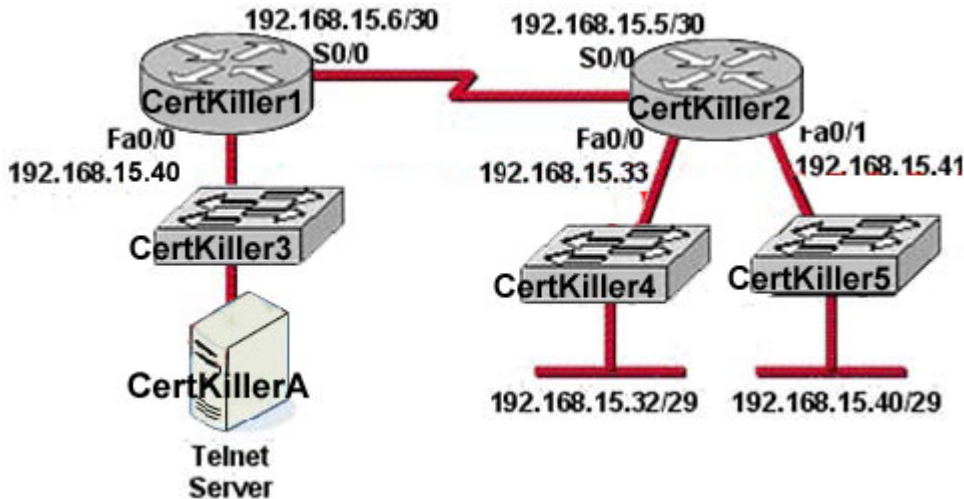 192.168.15.6/30
S0/0
CertKiller1
Fa0/0
192.168.15.40
CertKiller3
CertKillerA
Telnet
Server
192.168.15.5/30
S0/0
CertKiller2
Fa0/0
192.168.15.33
Fa0/1
192.168.15.41
CertKiller4
CertKiller5
192.168.15.32/29
192.168.15.40/29